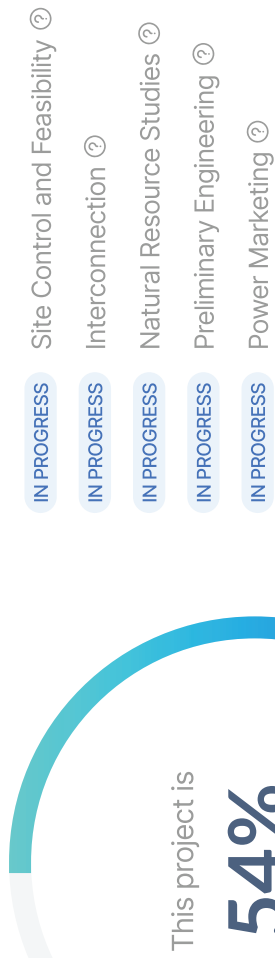 This project is
54%
IN PROGRESS Site Control and Feasibility ?
IN PROGRESS Interconnection ?
IN PROGRESS Natural Resource Studies ?
IN PROGRESS Preliminary Engineering ?
IN PROGRESS Power Marketing ?